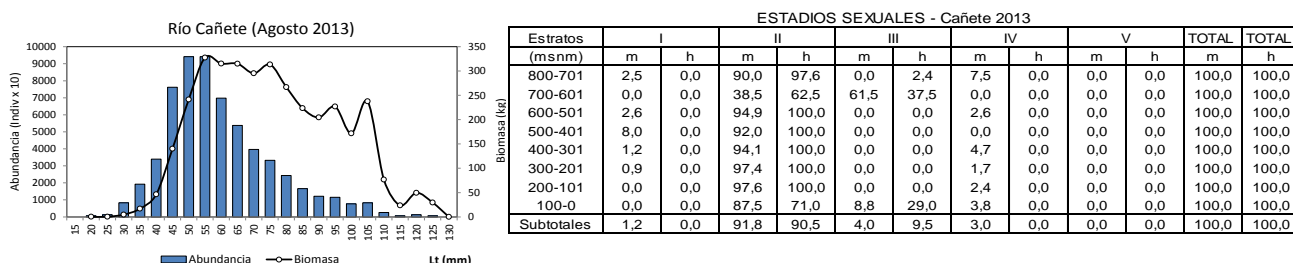 Río Cañete (Agosto 2013)
Abundancia (Indiv x 10)
10000
9000
8000
7000
6000
5000
4000
3000
2000
1000
0
350
300
250
200
150
100
50
0
Biomasa (kg)
15 20 25 30 35 40 45 50 55 60 65 70 75 80 85 90 95 100 105 110 115 120 125 130
Abundancia Biomasa Lt (mm)
ESTADIOS SEXUALES - Cañete 2013
Estratos I II III IV V TOTAL TOTAL
(msnm) m h m h m h m h m h m h
800-701 2,5 0,0 90,0 97,6 0,0 2,4 7,5 0,0 0,0 0,0 100,0 100,0
700-601 0,0 0,0 38,5 62,5 61,5 37,5 0,0 0,0 0,0 0,0 100,0 100,0
600-501 2,6 0,0 94,9 100,0 0,0 0,0 2,6 0,0 0,0 0,0 100,0 100,0
500-401 8,0 0,0 92,0 100,0 0,0 0,0 0,0 0,0 0,0 0,0 100,0 100,0
400-301 1,2 0,0 94,1 100,0 0,0 0,0 4,7 0,0 0,0 0,0 100,0 100,0
300-201 0,9 0,0 97,4 100,0 0,0 0,0 1,7 0,0 0,0 0,0 100,0 100,0
200-101 0,0 0,0 97,6 100,0 0,0 0,0 2,4 0,0 0,0 0,0 100,0 100,0
100-0 0,0 0,0 87,5 71,0 8,8 29,0 3,8 0,0 0,0 0,0 100,0 100,0
Subtotales 1,2 0,0 91,8 90,5 4,0 9,5 3,0 0,0 0,0 0,0 100,0 100,0